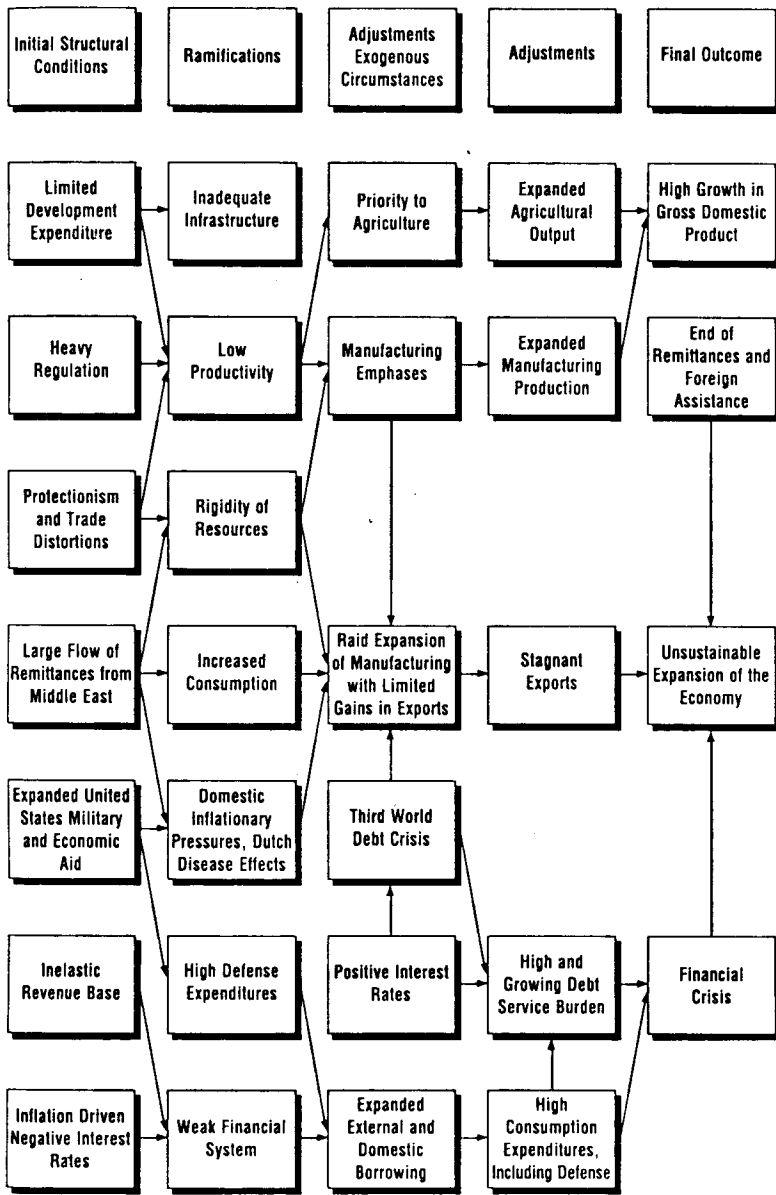 Initial Structural
Conditions
Ramifications
Adjustments
Exogenous
Circumstances
Adjustments
Final Outcome
Limited
Development
Expenditure
Inadequate
Infrastructure
Priority to
Agriculture
Expanded
Agricultural
Output
High Growth in
Gross Domestic
Product
Heavy
Regulation
Low
Productivity
Manufacturing
Emphases
Expanded
Manufacturing
Production
End of
Remittances and
Foreign
Assistance
Protectionism
and Trade
Distortions
Rigidity of
Resources
Large Flow of
Remittances from
Middle East
Increased
Consumption
Raid Expansion
of Manufacturing
with Limited
Gains in Exports
Stagnant
Exports
Unsustainable
Expansion of the
Economy
Expanded United
States Military
and Economic
Aid
Domestic
Inflationary
Pressures, Dutch
Disease Effects
Third World
Debt Crisis
Inelastic
Revenue Base
High Defense
Expenditures
Positive Interest
Rates
High and
Growing Debt
Service Burden
Financial
Crisis
Inflation Driven
Negative Interest
Rates
Weak Financial
System
Expanded
External and
Domestic
Borrowing
High
Consumption
Expenditures,
Including Defense